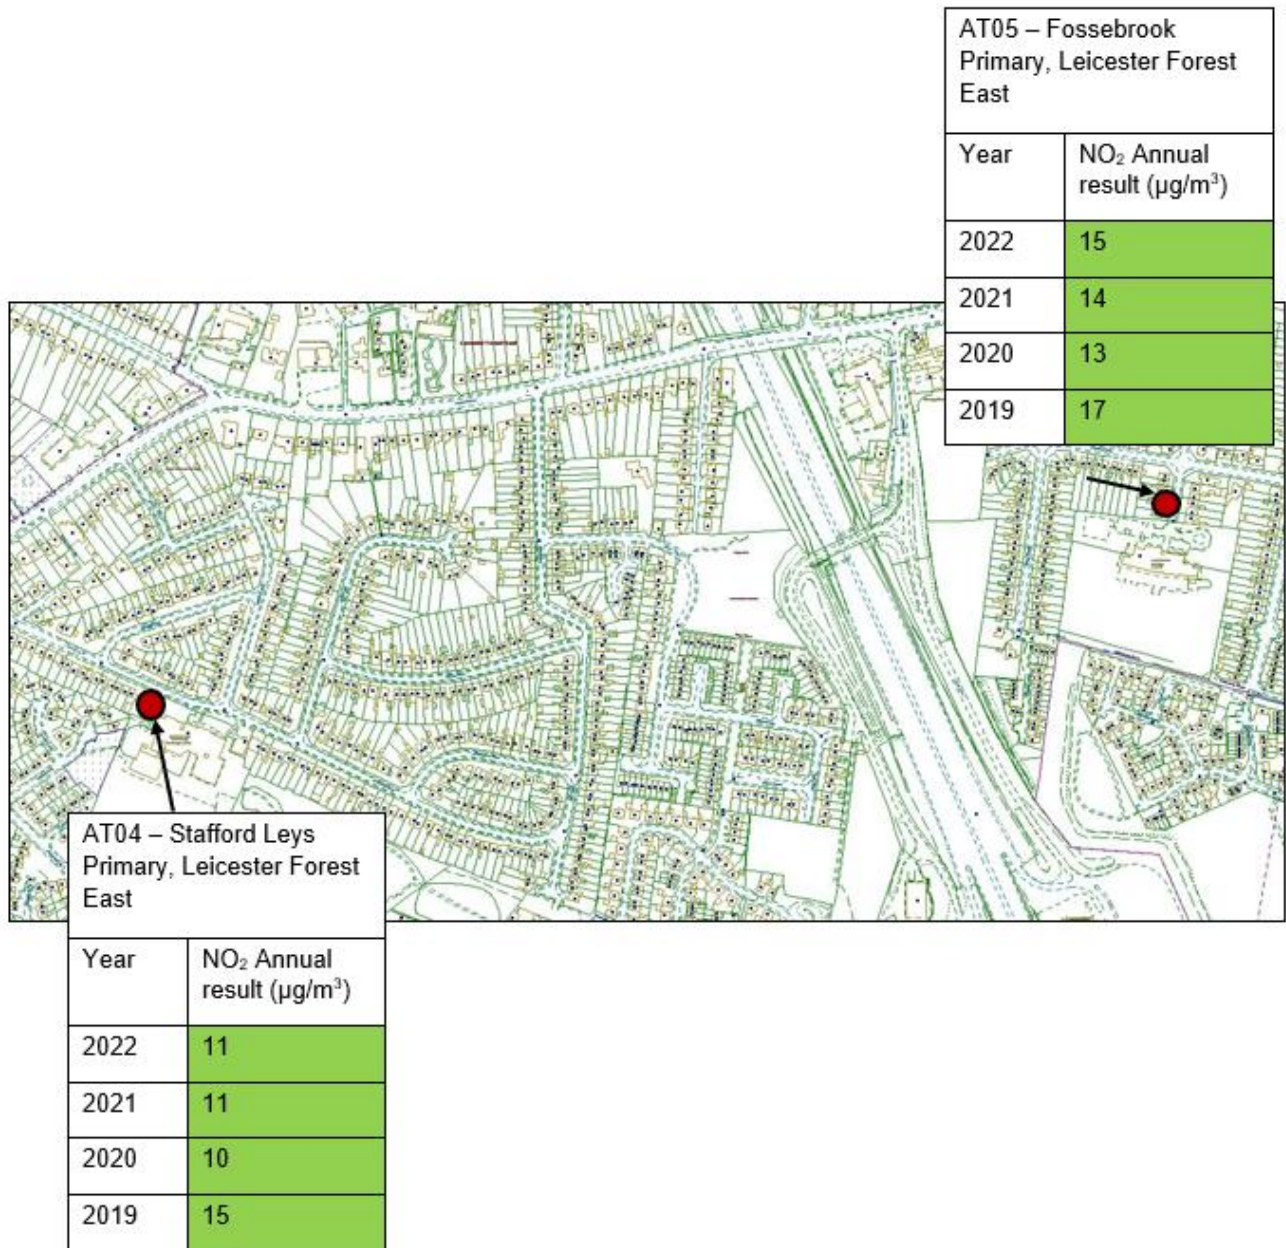 AT05 – Fossebrook
Primary, Leicester Forest
East
Year
NO₂ Annual
result (µg/m³)
2022
15
2021
14
2020
13
2019
17
AT04 – Stafford Leys
Primary, Leicester Forest
East
Year
NO₂ Annual
result (µg/m³)
2022
11
2021
11
2020
10
2019
15